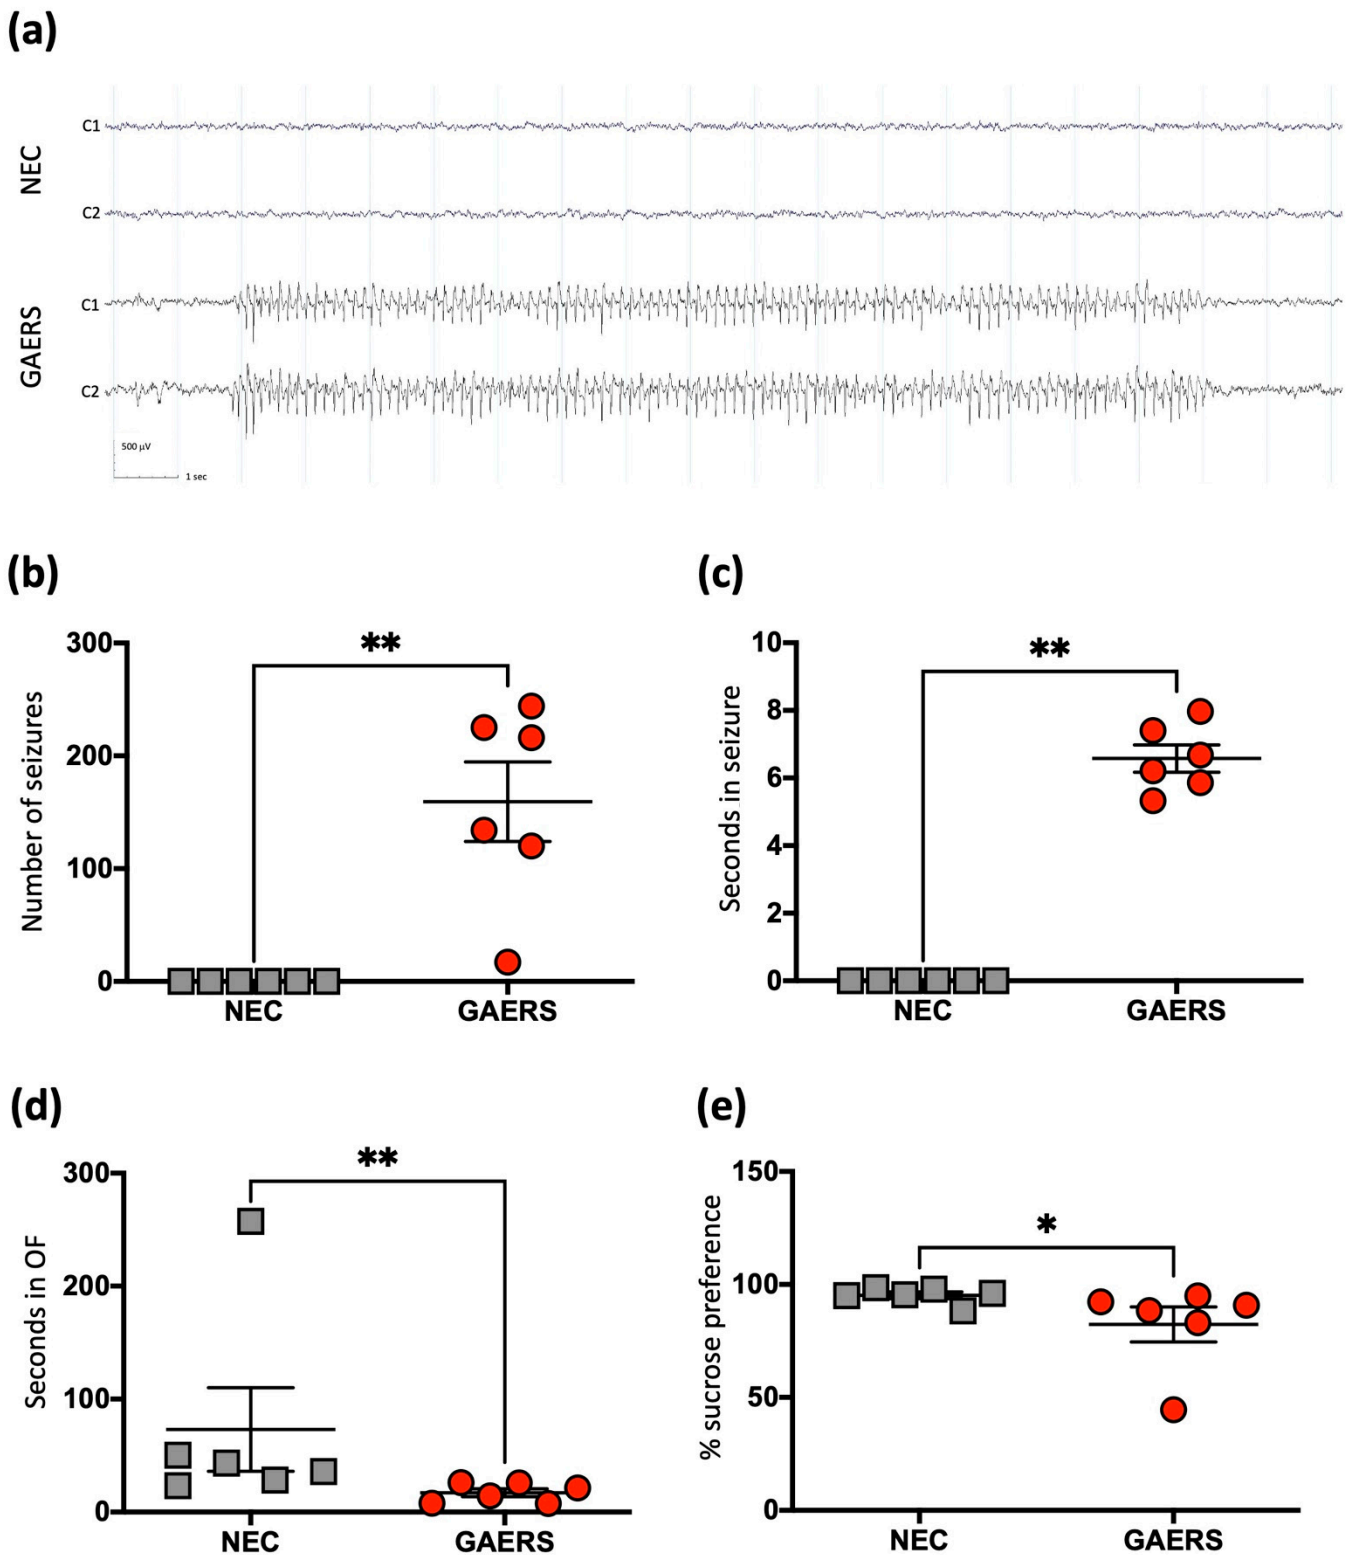 (a)
NEC
C1
C2
GAERS
C1
C2
500 µV
1 sec
(b)
Number of seizures
300
**
200
100
0
NEC GAERS
(c)
Seconds in seizure
10
**
8
6
4
2
0
NEC GAERS
(d)
Seconds in OF
300
**
200
100
0
NEC GAERS
(e)
% sucrose preference
150
*
100
50
0
NEC GAERS